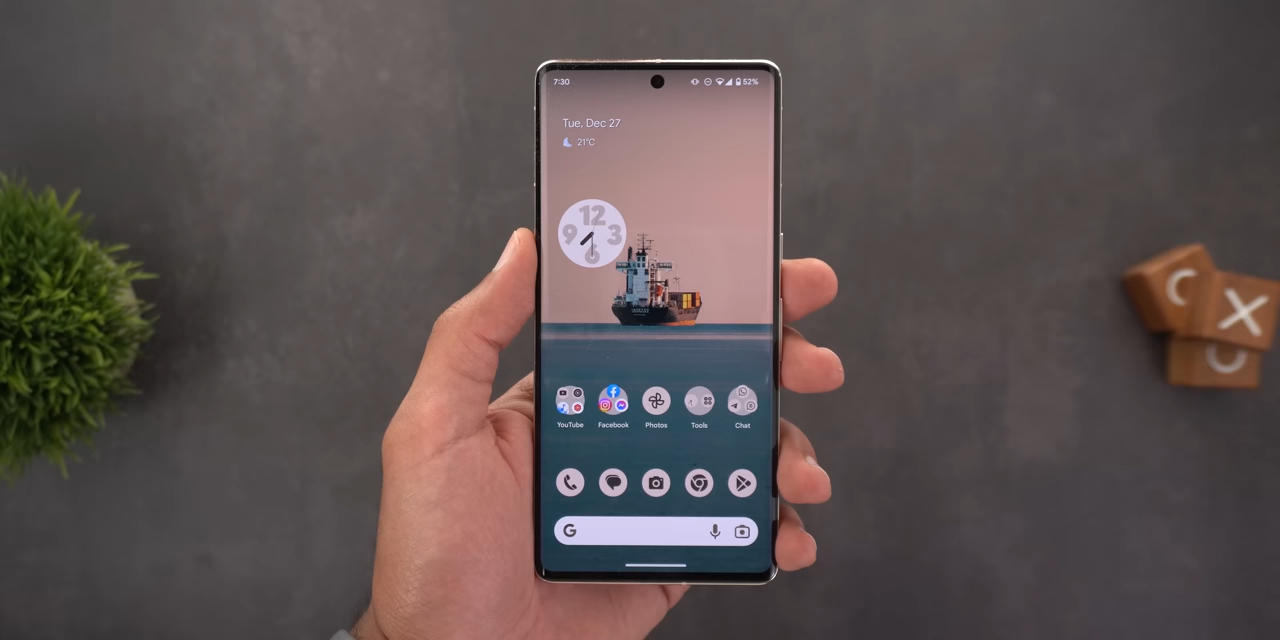 7:30
52%
Tue, Dec 27
21°C
12
9
3
6
YouTube
Facebook
Photos
Tools
Chat
G
X